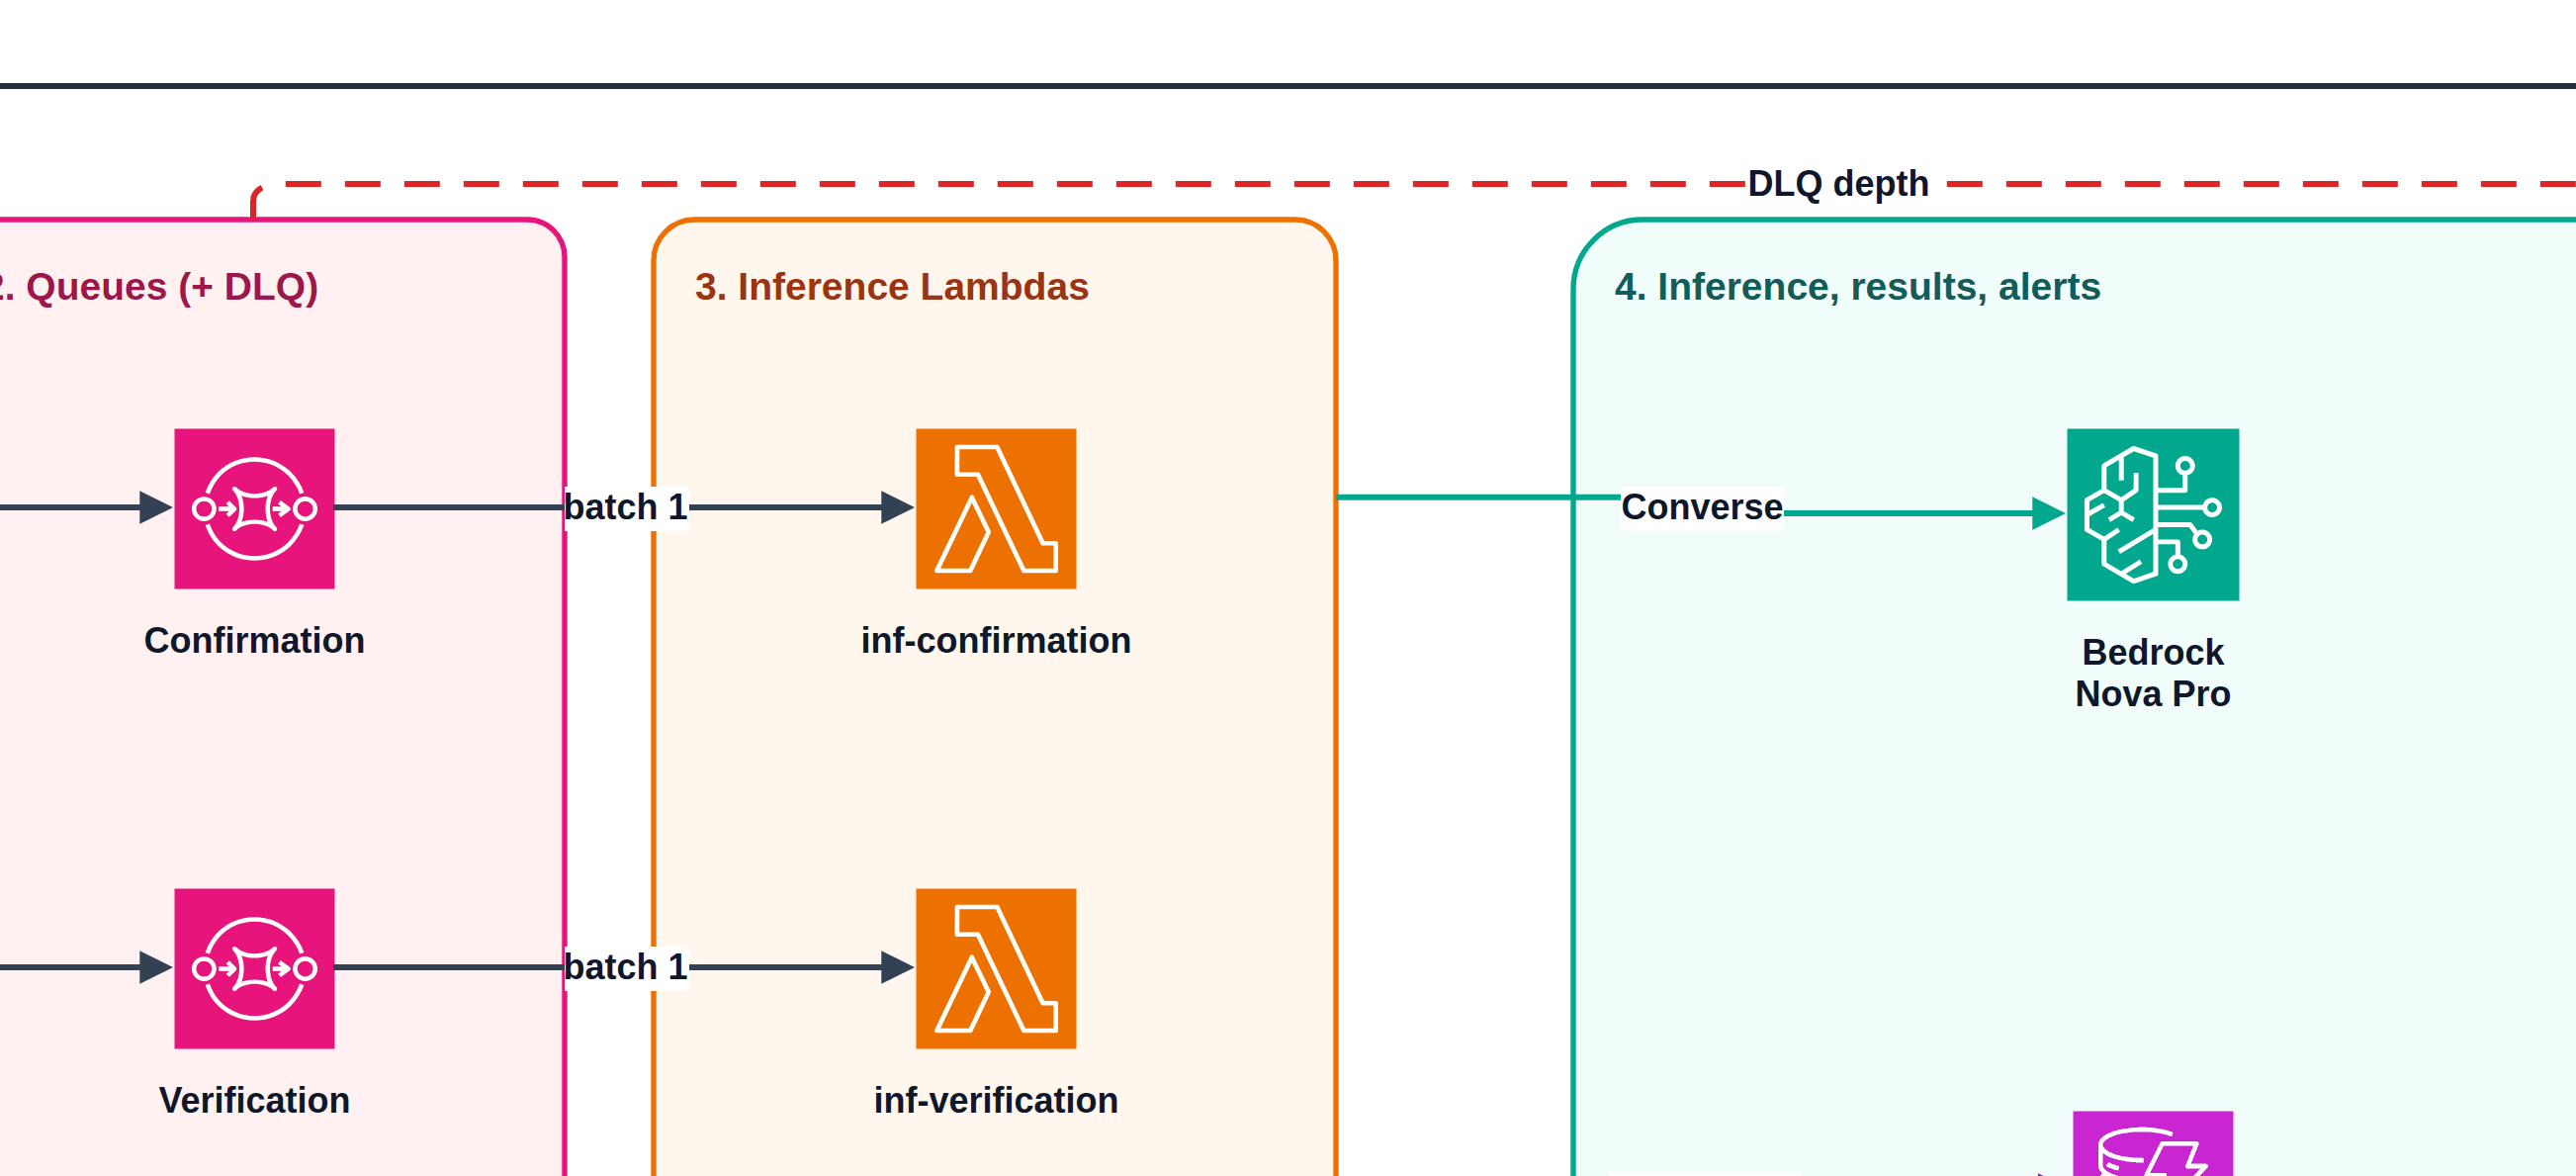 DLQ depth
2. Queues (+ DLQ)
3. Inference Lambdas
4. Inference, results, alerts
batch 1
Converse
Confirmation
inf-confirmation
Bedrock
Nova Pro
batch 1
Verification
inf-verification